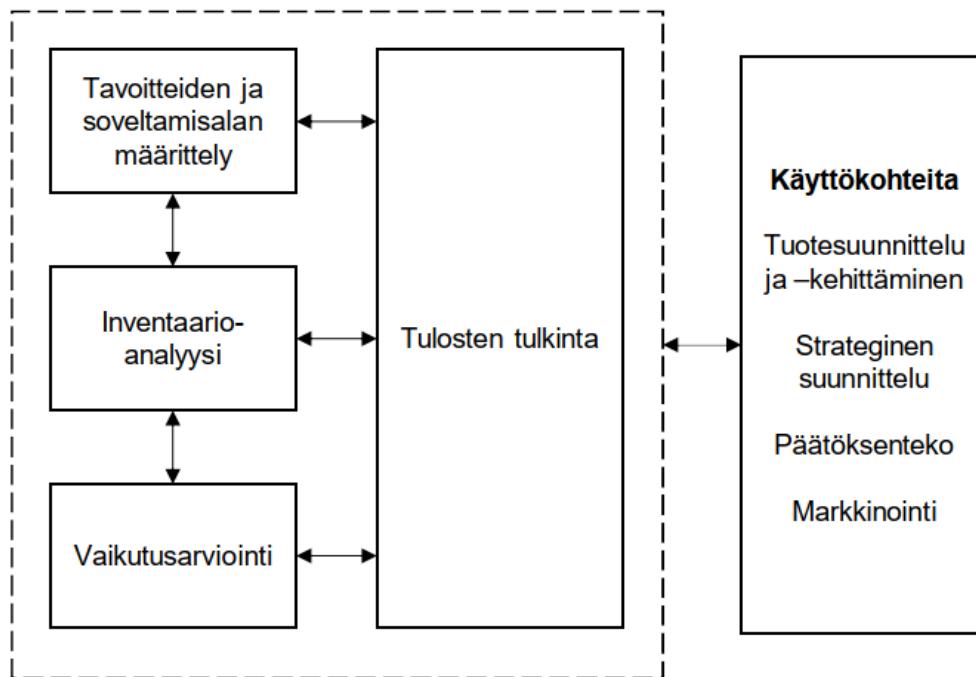 Tavoitteiden ja
soveltamisalan
määrittely
Inventaario-
analyysi
Vaikutusarviointi
Tulosten tulkinta
Käyttökohteita
Tuotesuunnittelu
ja –kehittäminen
Strateginen
suunnittelu
Päätöksenteko
Markkinointi